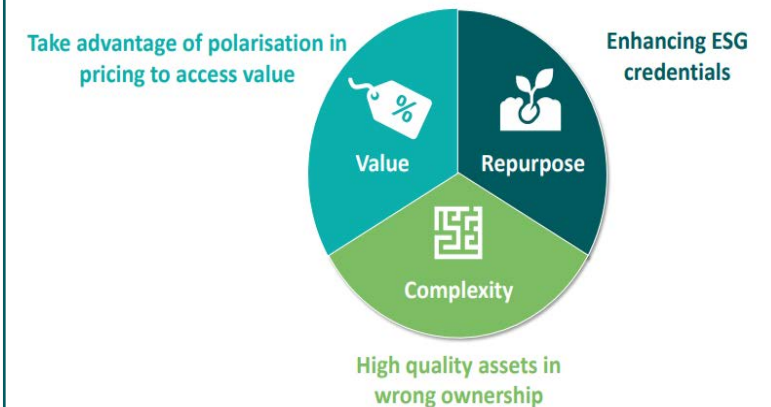 Take advantage of polarisation in
pricing to access value
Enhancing ESG
credentials
%
Value
Repurpose
Complexity
High quality assets in
wrong ownership